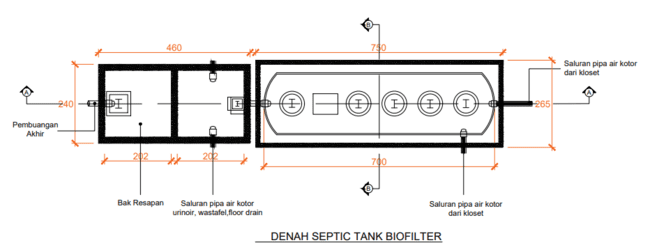 B
460
750
Saluran pipa air kotor
dari kloset
A
240
265
A
Pembuangan
Akhir
202
202
700
B
Bak Resapan
Saluran pipa air kotor
urinoir, wastafel,floor drain
Saluran pipa air kotor
dari kloset
DENAH SEPTIC TANK BIOFILTER